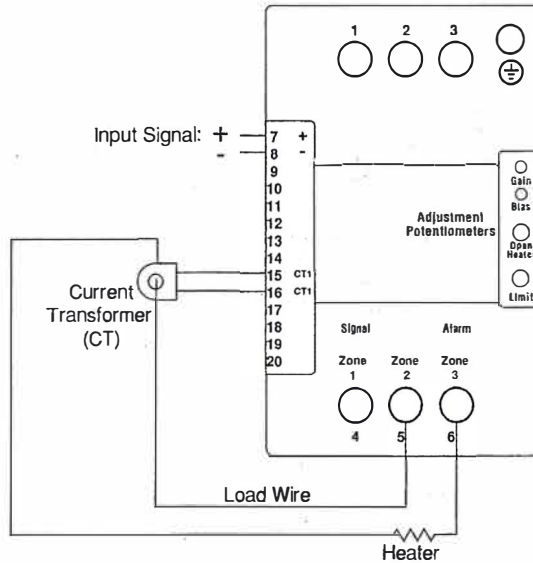 1 2 3
Input Signal: +
-
7 +
8 -
9
10
11
12
13
14
15 CT1
16 CT1
17
18
19
20
Gain
Bias
Open
Heater
Limit
Adjustment
Potentiometers
Current
Transformer
(CT)
Signal Alarm
Zone Zone Zone
1 2 3
4 5 6
Load Wire
Heater